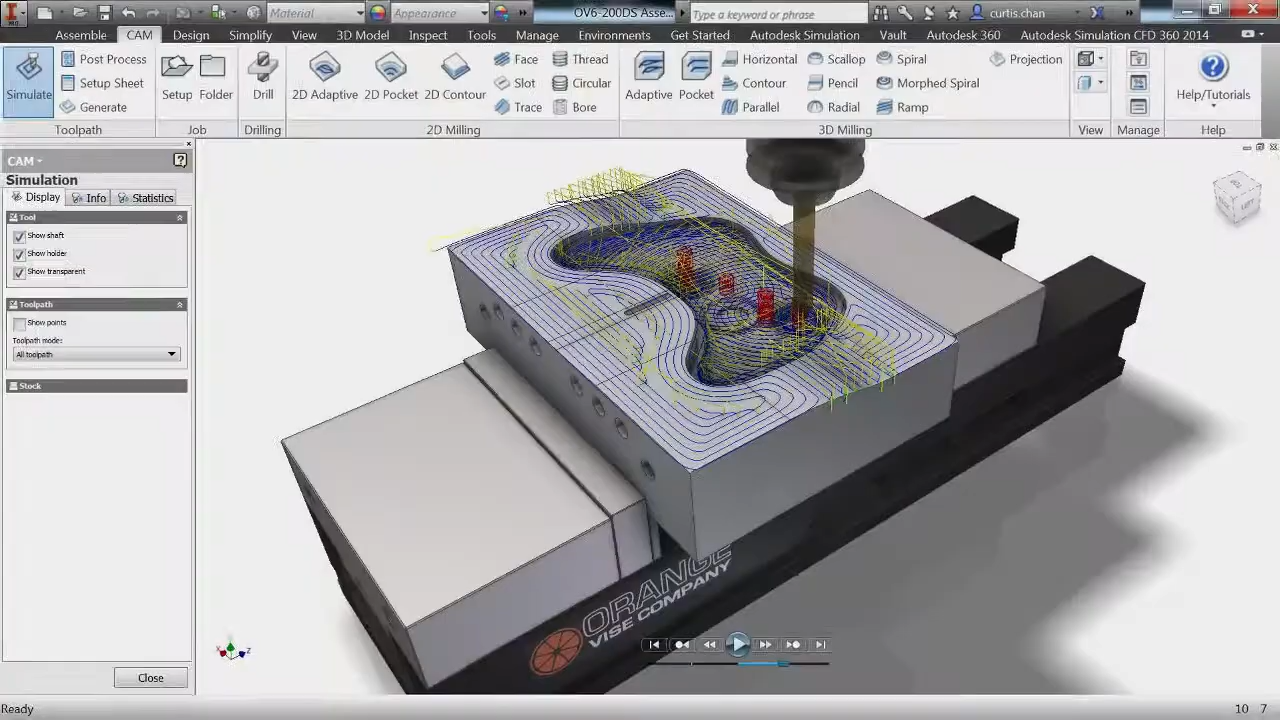 Material
Appearance
OV6-200DS Asse...
Type a keyword or phrase
curtis.chan
Assemble CAM Design Simplify View 3D Model Inspect Tools Manage Environments Get Started Autodesk Simulation Vault Autodesk 360 Autodesk Simulation CFD 360 2014
Simulate
Post Process
Setup Sheet
Generate
Toolpath
Setup Folder
Job
Drill
Drilling
2D Adaptive 2D Pocket 2D Contour
Face Thread
Slot Circular
Trace Bore
2D Milling
Adaptive Pocket
Horizontal Scallop Spiral Projection
Contour Pencil Morphed Spiral
Parallel Radial Ramp
3D Milling
View
Manage
Help/Tutorials
Help
CAM
Simulation
Display Info Statistics
Tool
Show shaft
Show holder
Show transparent
Toolpath
Show points
Toolpath mode:
All toolpath
Stock
Close
ORANGE
VISE COMPANY
Ready
10 7